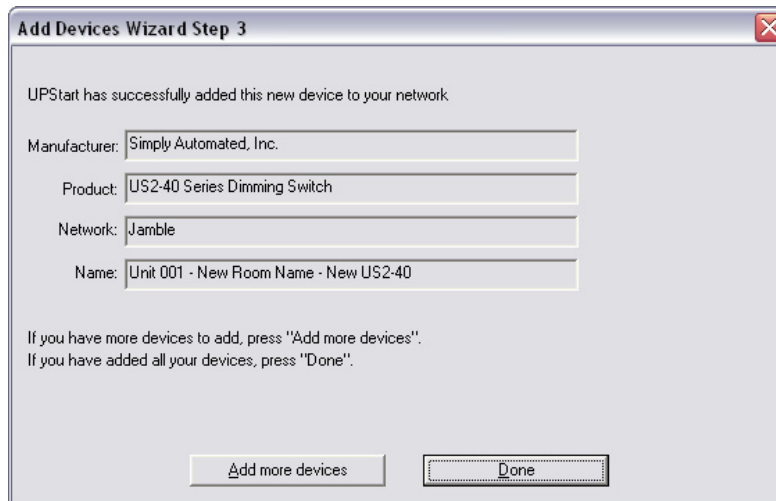 Add Devices Wizard Step 3
UPStart has successfully added this new device to your network
Manufacturer: Simply Automated, Inc.
Product: US2-40 Series Dimming Switch
Network: Jamble
Name: Unit 001 - New Room Name - New US2-40
If you have more devices to add, press "Add more devices".
If you have added all your devices, press "Done".
Add more devices Done